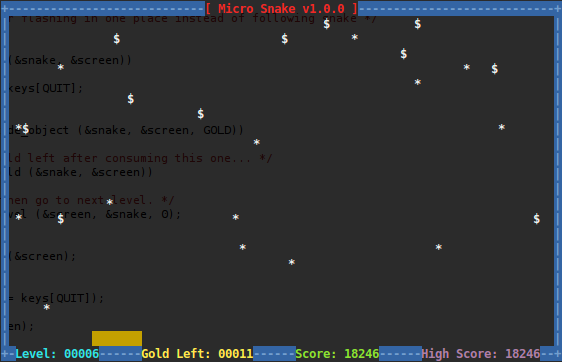 [ Micro Snake v1.0.0 ]
flashing in one place instead of following snake */
$ $
$ $ *
$
(&snake, &screen))
* * $
keys[QUIT]; *
$
$
*$ de_object (&snake, &screen, GOLD)) *
*
ld left after consuming this one... */
ld (&snake, &screen))
hen go to next level. */
*
vel (&screen, &snake, 0);
* $ * $
* *
(&screen);
*
= keys[QUIT]);
*
en);
Level: 00006 Gold Left: 00011 Score: 18246 High Score: 18246